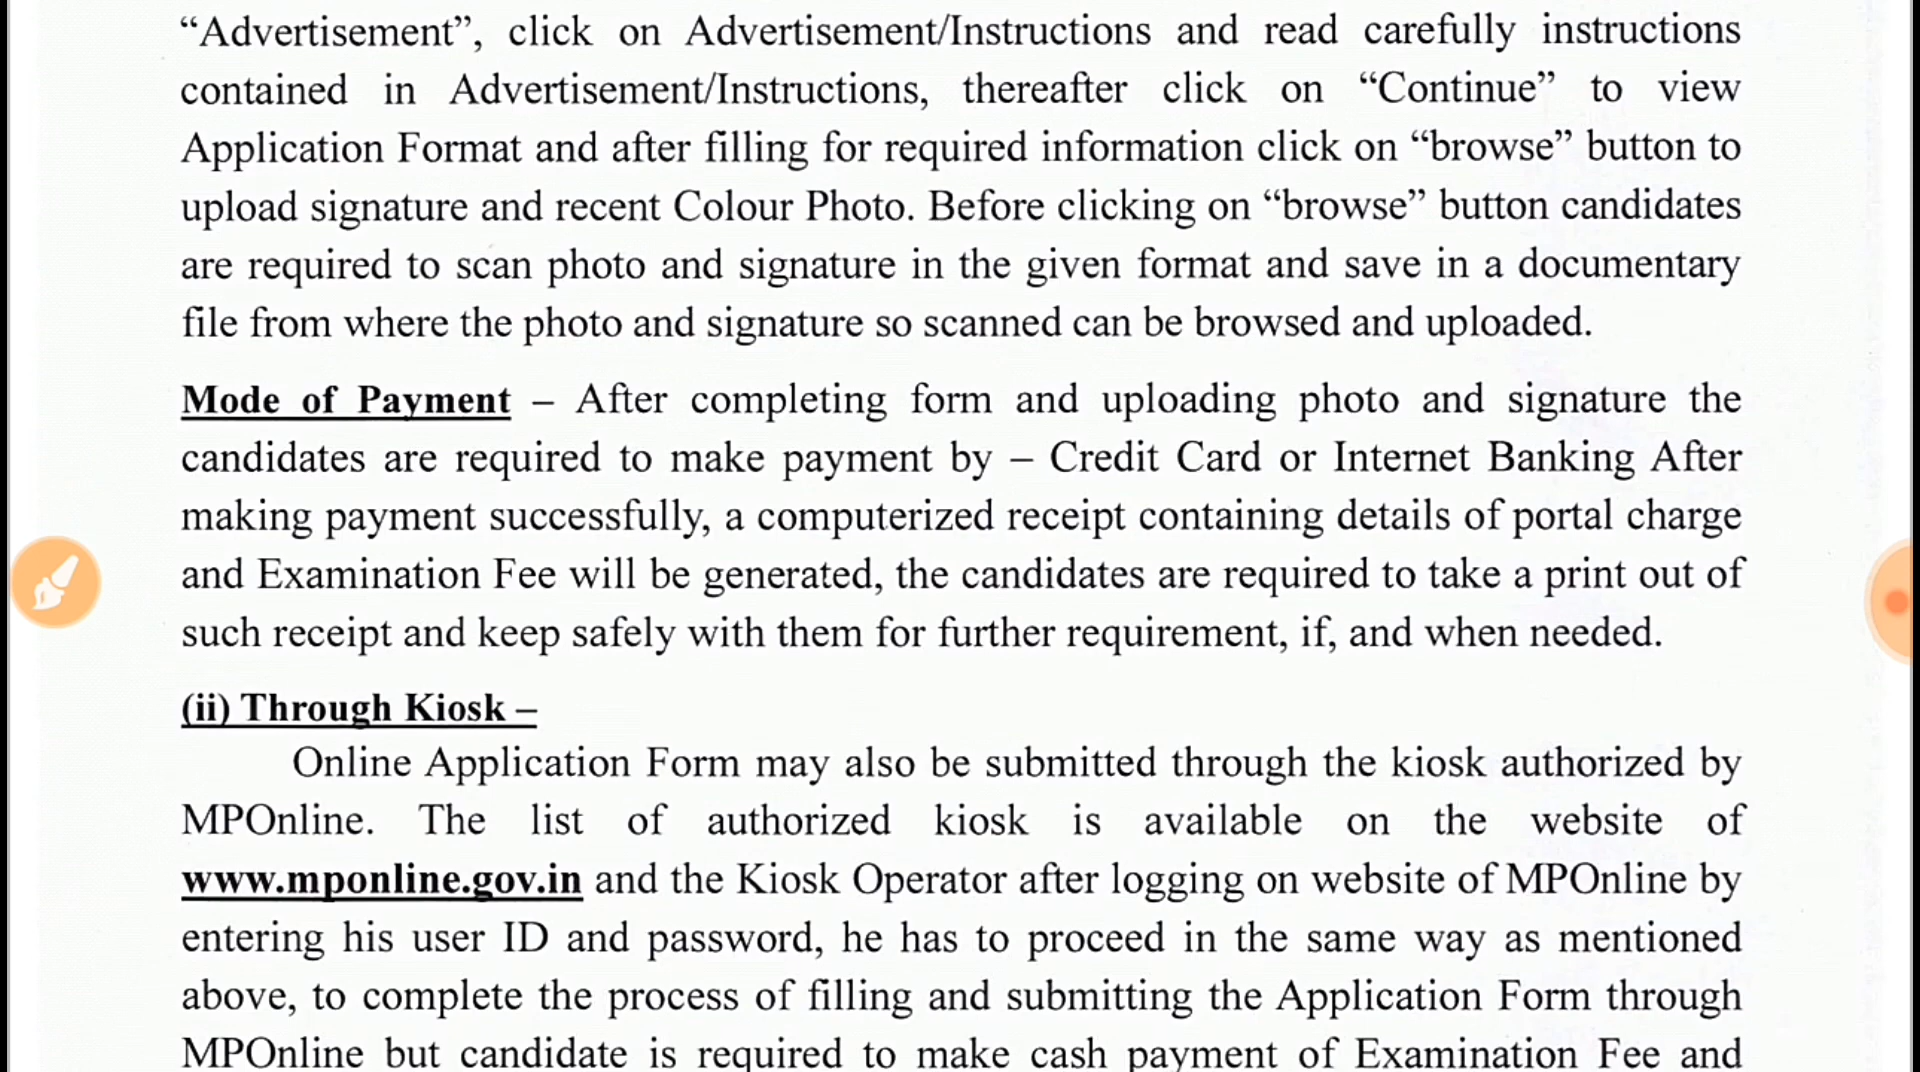 “Advertisement”, click on Advertisement/Instructions and read carefully instructions
contained in Advertisement/Instructions, thereafter click on “Continue” to view
Application Format and after filling for required information click on “browse” button to
upload signature and recent Colour Photo. Before clicking on “browse” button candidates
are required to scan photo and signature in the given format and save in a documentary
file from where the photo and signature so scanned can be browsed and uploaded.
Mode of Payment – After completing form and uploading photo and signature the
candidates are required to make payment by – Credit Card or Internet Banking After
making payment successfully, a computerized receipt containing details of portal charge
and Examination Fee will be generated, the candidates are required to take a print out of
such receipt and keep safely with them for further requirement, if, and when needed.
(ii) Through Kiosk –
Online Application Form may also be submitted through the kiosk authorized by
MPOnline. The list of authorized kiosk is available on the website of
www.mponline.gov.in and the Kiosk Operator after logging on website of MPOnline by
entering his user ID and password, he has to proceed in the same way as mentioned
above, to complete the process of filling and submitting the Application Form through
MPOnline but candidate is required to make cash payment of Examination Fee and